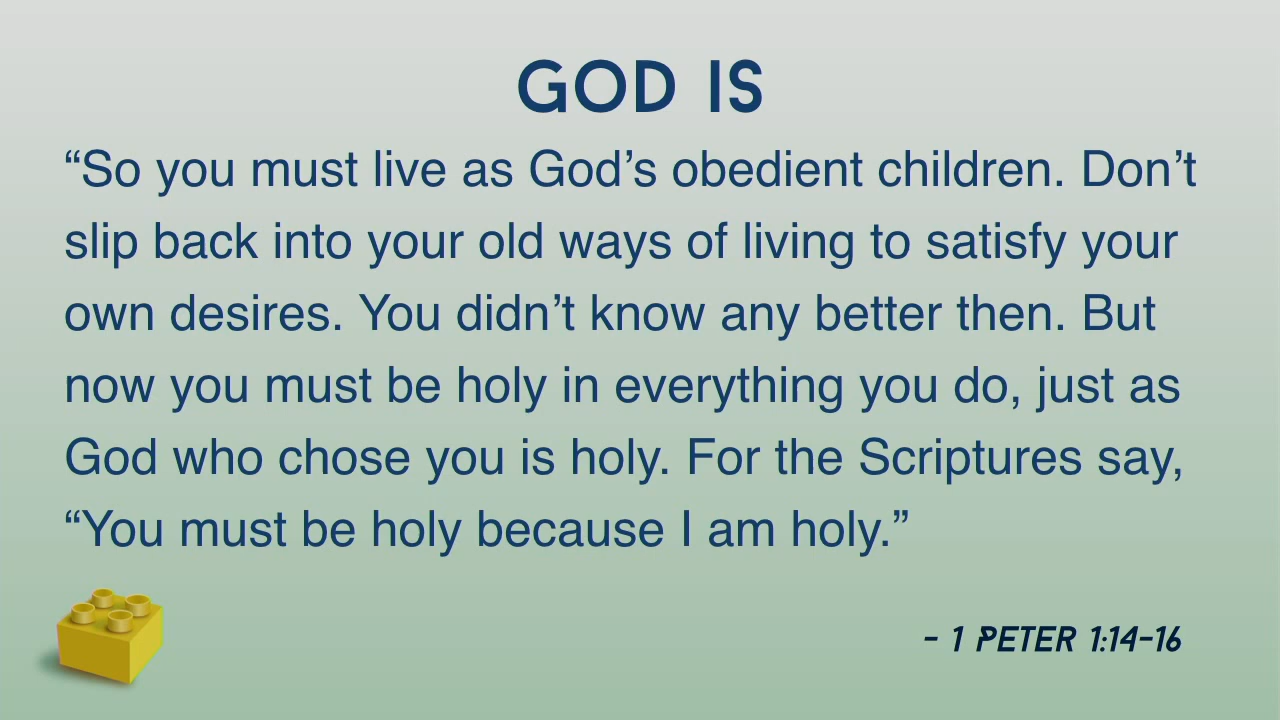 GOD IS
“So you must live as God’s obedient children. Don’t
slip back into your old ways of living to satisfy your
own desires. You didn’t know any better then. But
now you must be holy in everything you do, just as
God who chose you is holy. For the Scriptures say,
“You must be holy because I am holy.”
- 1 PETER 1:14-16